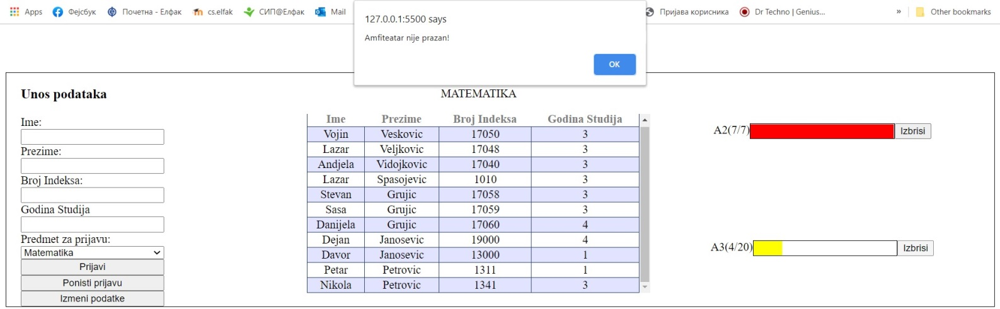 Apps Фејсбук Почетна - Елфак cs.elfak СИП@Елфак Mail Пријава корисника Dr Techno | Genius... » Other bookmarks
127.0.0.1:5500 says
Amfiteatar nije prazan!
OK
Unos podataka
Ime:
Prezime:
Broj Indeksa:
Godina Studija
Predmet za prijavu:
Matematika
Prijavi
Ponisti prijavu
Izmeni podatke
MATEMATIKA
Ime Prezime Broj Indeksa Godina Studija
Vojin Veskovic 17050 3
Lazar Veljkovic 17048 3
Andjela Vidojkovic 17040 3
Lazar Spasojevic 1010 3
Stevan Grujic 17058 3
Sasa Grujic 17059 3
Danijela Grujic 17060 4
Dejan Janosevic 19000 4
Davor Janosevic 13000 1
Petar Petrovic 1311 1
Nikola Petrovic 1341 3
A2(7/7) Izbrisi
A3(4/20) Izbrisi